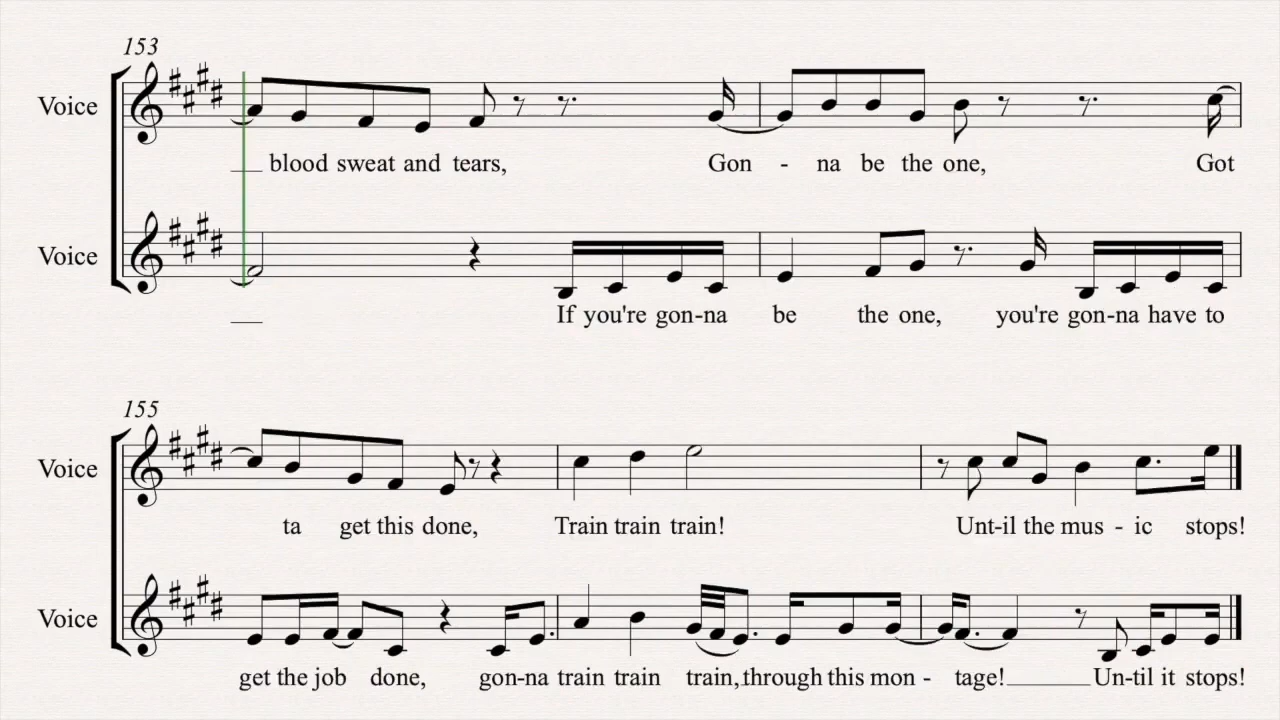 153
Voice
blood sweat and tears, Gon - na be the one, Got
Voice
If you're gon-na be the one, you're gon-na have to
155
Voice
ta get this done, Train train train! Unt-il the mus - ic stops!
Voice
get the job done, gon-na train train train, through this mon - tage! Un-til it stops!